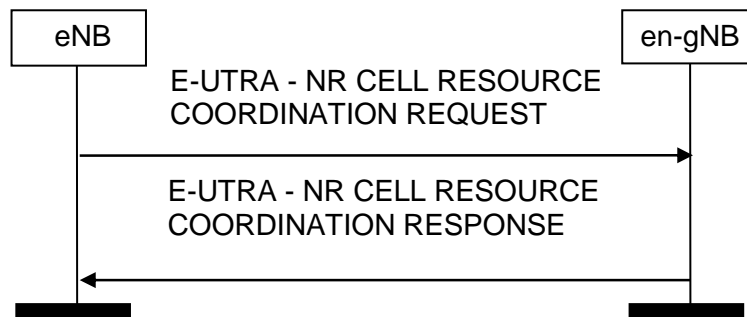 eNB
en-gNB
E-UTRA - NR CELL RESOURCE
COORDINATION REQUEST
E-UTRA - NR CELL RESOURCE
COORDINATION RESPONSE